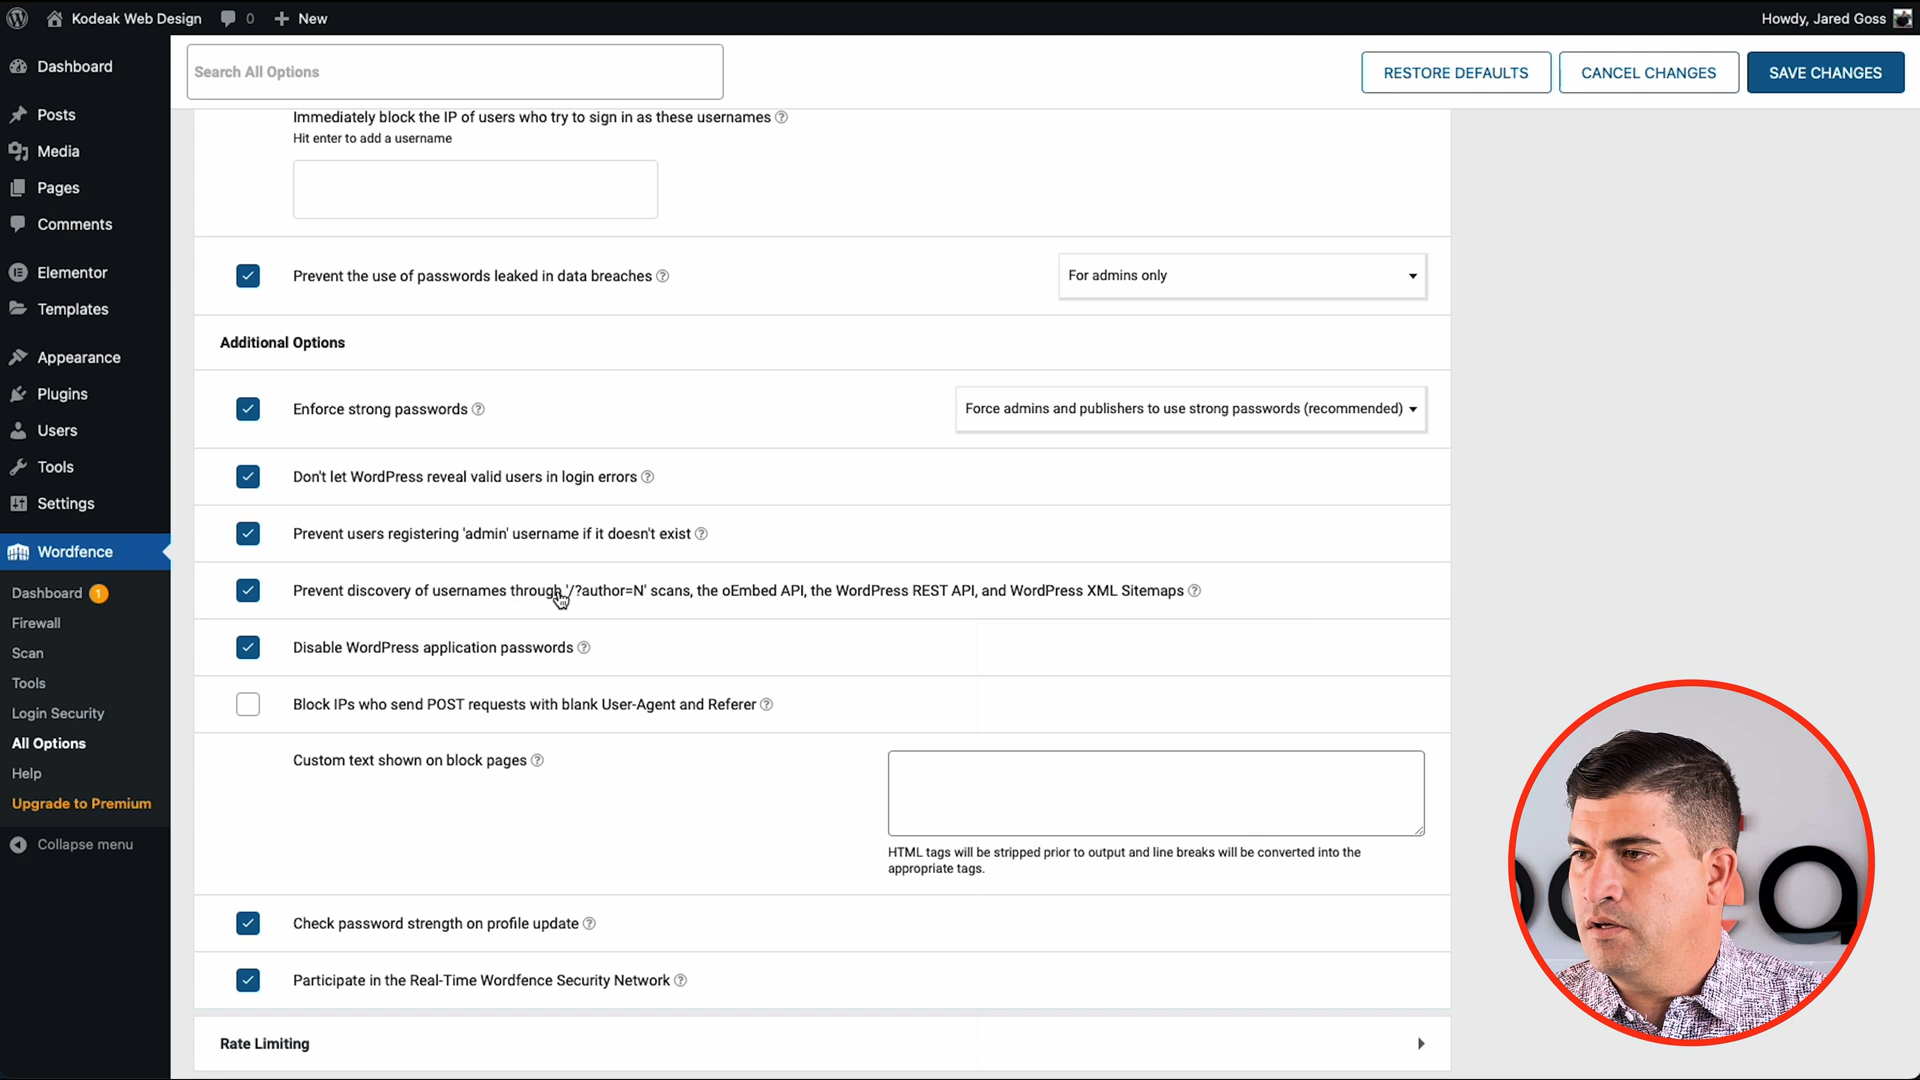 Kodeak Web Design 0 New Howdy, Jared Goss
Dashboard
Posts
Media
Pages
Comments
Elementor
Templates
Appearance
Plugins
Users
Tools
Settings
Wordfence
Dashboard 1
Firewall
Scan
Tools
Login Security
All Options
Help
Upgrade to Premium
Collapse menu
Search All Options
RESTORE DEFAULTS CANCEL CHANGES SAVE CHANGES
Immediately block the IP of users who try to sign in as these usernames ?
Hit enter to add a username
Prevent the use of passwords leaked in data breaches ? For admins only
Additional Options
Enforce strong passwords ? Force admins and publishers to use strong passwords (recommended)
Don't let WordPress reveal valid users in login errors ?
Prevent users registering 'admin' username if it doesn't exist ?
Prevent discovery of usernames through '/?author=N' scans, the oEmbed API, the WordPress REST API, and WordPress XML Sitemaps ?
Disable WordPress application passwords ?
Block IPs who send POST requests with blank User-Agent and Referer ?
Custom text shown on block pages ?
HTML tags will be stripped prior to output and line breaks will be converted into the
appropriate tags.
Check password strength on profile update ?
Participate in the Real-Time Wordfence Security Network ?
Rate Limiting